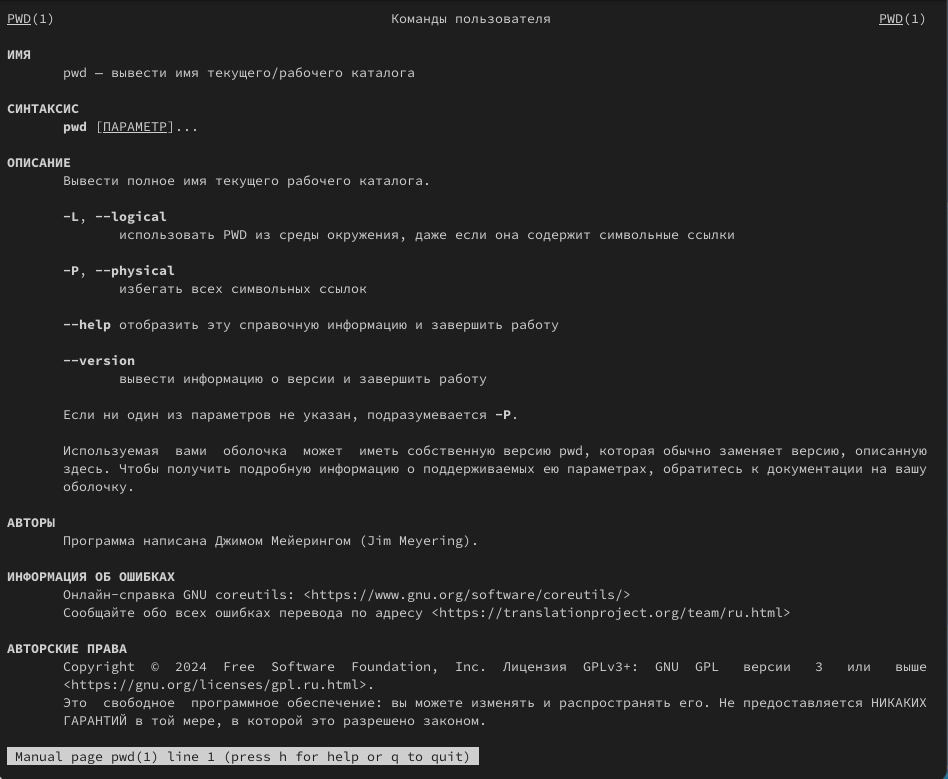 PWD(1) Команды пользователя PWD(1)
ИМЯ
pwd — вывести имя текущего/рабочего каталога
СИНТАКСИС
pwd [ПАРАМЕТР]...
ОПИСАНИЕ
Вывести полное имя текущего рабочего каталога.
-L, --logical
использовать PWD из среды окружения, даже если она содержит символьные ссылки
-P, --physical
избегать всех символьных ссылок
--help отобразить эту справочную информацию и завершить работу
--version
вывести информацию о версии и завершить работу
Если ни один из параметров не указан, подразумевается -P.
Используемая вами оболочка может иметь собственную версию pwd, которая обычно заменяет версию, описанную
здесь. Чтобы получить подробную информацию о поддерживаемых ею параметрах, обратитесь к документации на вашу
оболочку.
АВТОРЫ
Программа написана Джимом Мейерингом (Jim Meyering).
ИНФОРМАЦИЯ ОБ ОШИБКАХ
Онлайн-справка GNU coreutils: <https://www.gnu.org/software/coreutils/>
Сообщайте обо всех ошибках перевода по адресу <https://translationproject.org/team/ru.html>
АВТОРСКИЕ ПРАВА
Copyright © 2024 Free Software Foundation, Inc. Лицензия GPLv3+: GNU GPL версии 3 или выше
<https://gnu.org/licenses/gpl.ru.html>.
Это свободное программное обеспечение: вы можете изменять и распространять его. Не предоставляется НИКАКИХ
ГАРАНТИЙ в той мере, в которой это разрешено законом.
Manual page pwd(1) line 1 (press h for help or q to quit)